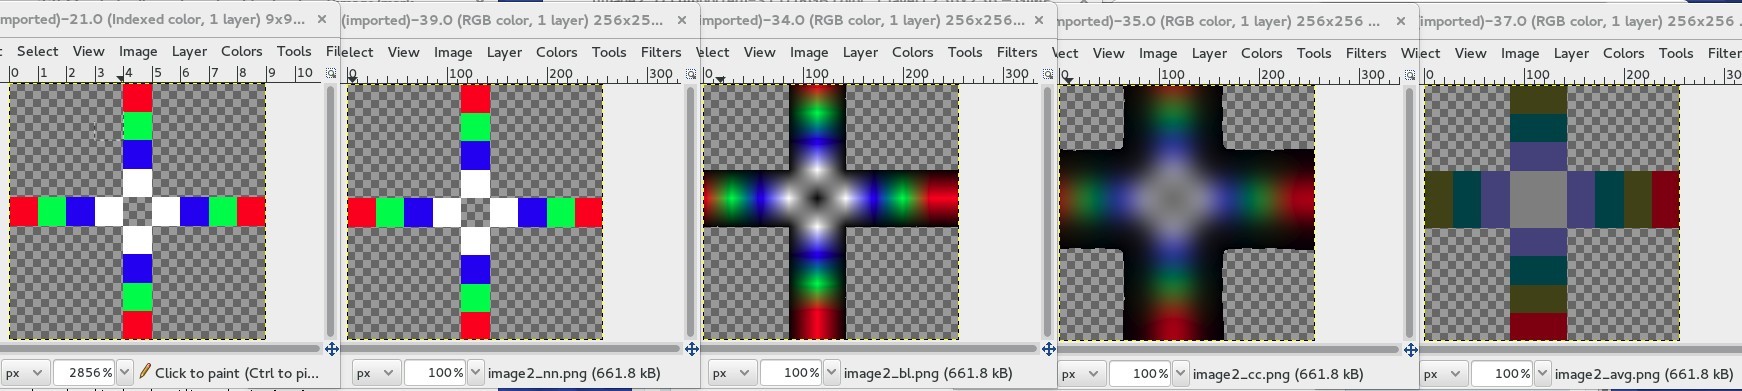 mported)-21.0 (Indexed color, 1 layer) 9x9... ×
(imported)-39.0 (RGB color, 1 layer) 256x25... ×
mported)-34.0 (RGB color, 1 layer) 256x256... ×
mported)-35.0 (RGB color, 1 layer) 256x256 ... ×
imported)-37.0 (RGB color, 1 layer) 256x256 .
Select View Image Layer Colors Tools Fil
elect View Image Layer Colors Tools Filters
elect View Image Layer Colors Tools Filters
ect View Image Layer Colors Tools Filters Wi
elect View Image Layer Colors Tools Filter
0 1 2 3 4 5 6 7 8 9 10
0 100 200 300
0 100 200 300
0 100 200 300
0 100 200 30
px 2856% Click to paint (Ctrl to pi...
px 100% image2_nn.png (661.8 kB)
px 100% image2_bl.png (661.8 kB)
px 100% image2_cc.png (661.8 kB)
px 100% image2_avg.png (661.8 kB)